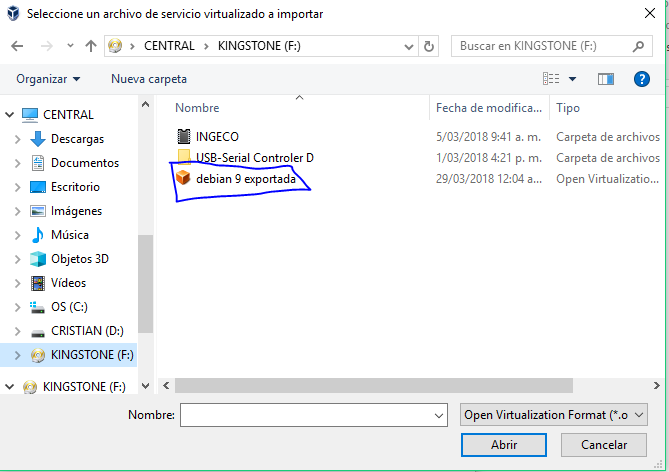 Seleccione un archivo de servicio virtualizado a importar
CENTRAL > KINGSTONE (F:)
Buscar en KINGSTONE (F:)
Organizar
Nueva carpeta
CENTRAL
Descargas
Documentos
Escritorio
Imágenes
Música
Objetos 3D
Vídeos
OS (C:)
CRISTIAN (D:)
KINGSTONE (F:)
KINGSTONE (F:)
Nombre Fecha de modifica... Tipo
INGECO 5/03/2018 9:41 a. m. Carpeta de archivos
USB-Serial Controler D 1/03/2018 4:21 p. m. Carpeta de archivos
debian 9 exportada 29/03/2018 12:04 a... Open Virtualizatio...
Nombre:
Open Virtualization Format (*.o
Abrir Cancelar